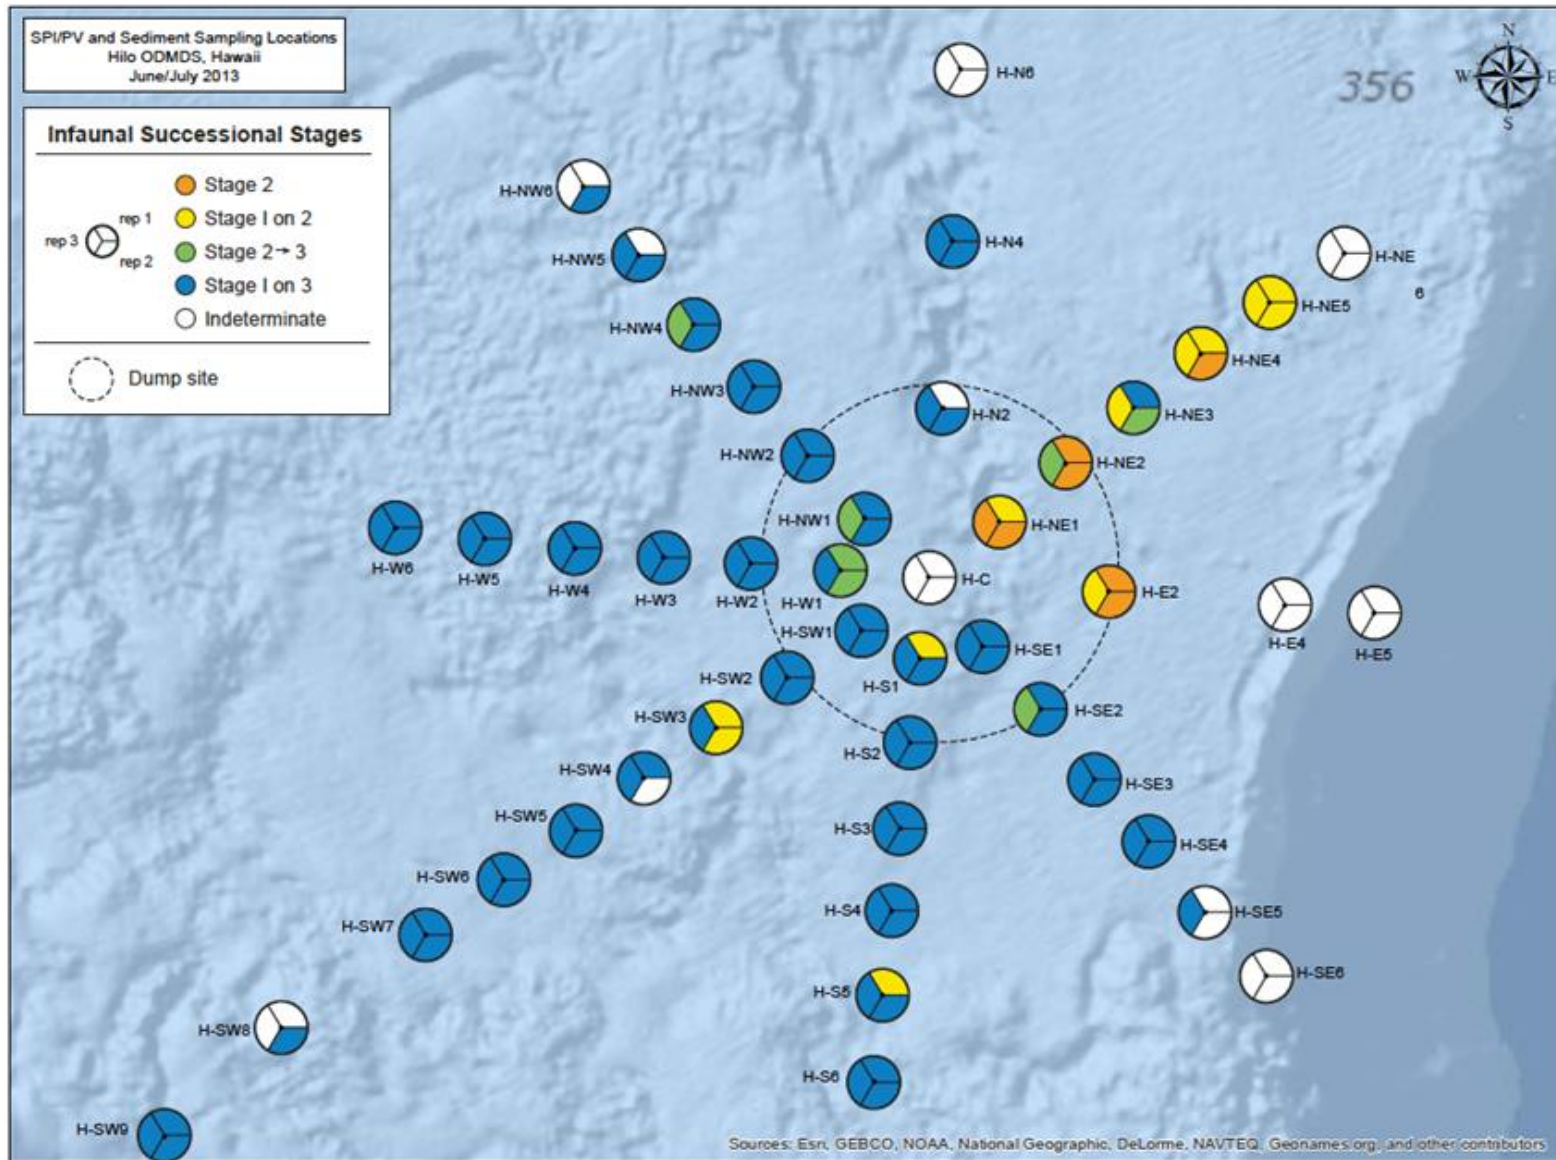 SPI/PV and Sediment Sampling Locations
Hilo ODMDS, Hawaii
June/July 2013
Infaunal Successional Stages
rep 1
rep 3
rep 2
Stage 2
Stage I on 2
Stage 2→3
Stage I on 3
Indeterminate
Dump site
N
W
E
S
356
H-N6
H-NW6
H-NW5
H-N4
H-NE
6
H-NE5
H-NW4
H-NE4
H-NW3
H-N2
H-NE3
H-NW2
H-NE2
H-NW1
H-NE1
H-W6
H-W5
H-W4
H-W3
H-W2
H-W1
H-C
H-E2
H-E4
H-E5
H-SW1
H-SE1
H-S1
H-SW2
H-SE2
H-SW3
H-S2
H-SW4
H-SE3
H-SW5
H-S3
H-SE4
H-SW6
H-S4
H-SE5
H-SW7
H-SE6
H-S5
H-SW8
H-S6
H-SW9
Sources: Esri, GEBCO, NOAA, National Geographic, DeLorme, NAVTEQ, Geonames.org, and other contributors